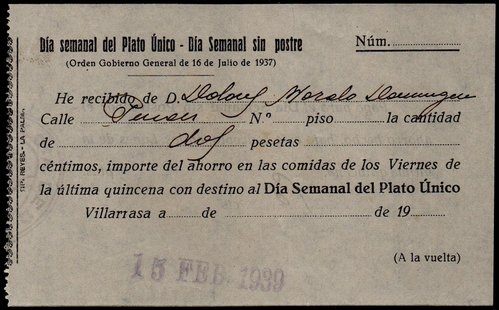 Día semanal del Plato Único - Día Semanal sin postre
Núm.
(Orden Gobierno General de 16 de Julio de 1937)
He recibido de D. Dolores Morales Domínguez
Calle Nº piso la cantidad
de dos pesetas
céntimos, importe del ahorro en las comidas de los Viernes de
la última quincena con destino al Día Semanal del Plato Único
Villarrasa a de de 19
(A la vuelta)
15 FEB. 1939
TIP. REYES.-LA PALMA